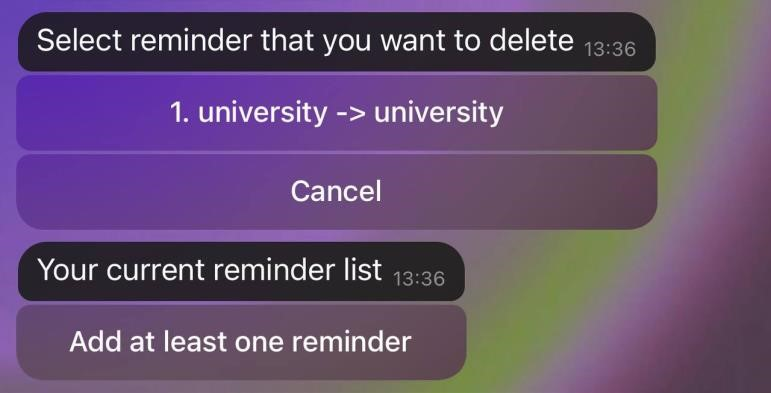 Select reminder that you want to delete 13:36
1. university -> university
Cancel
Your current reminder list 13:36
Add at least one reminder